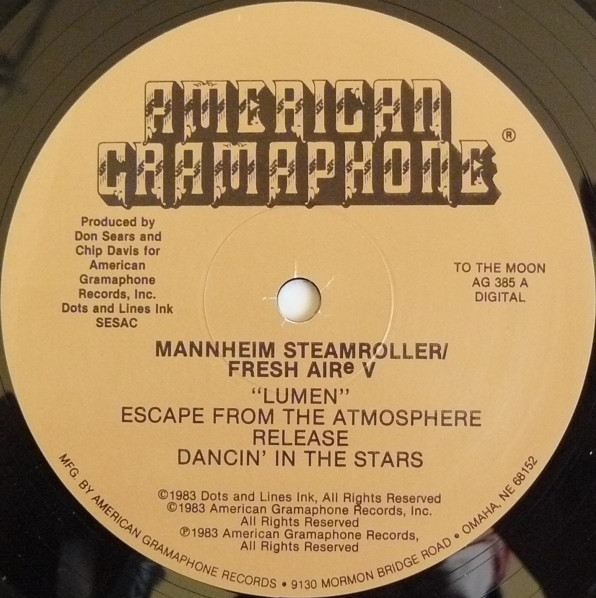 AMERICAN
GRAMAPHONE®
Produced by
Don Sears and
Chip Davis for
American
Gramaphone
Records, Inc.
Dots and Lines Ink
SESAC
TO THE MOON
AG 385 A
DIGITAL
MANNHEIM STEAMROLLER/
FRESH AIRe V
"LUMEN"
ESCAPE FROM THE ATMOSPHERE
RELEASE
DANCIN' IN THE STARS
©1983 Dots and Lines Ink, All Rights Reserved
©1983 American Gramaphone Records, Inc.
All Rights Reserved
℗1983 American Gramaphone Records,
All Rights Reserved
MFG. BY AMERICAN GRAMAPHONE RECORDS • 9130 MORMON BRIDGE ROAD • OMAHA, NE 68152